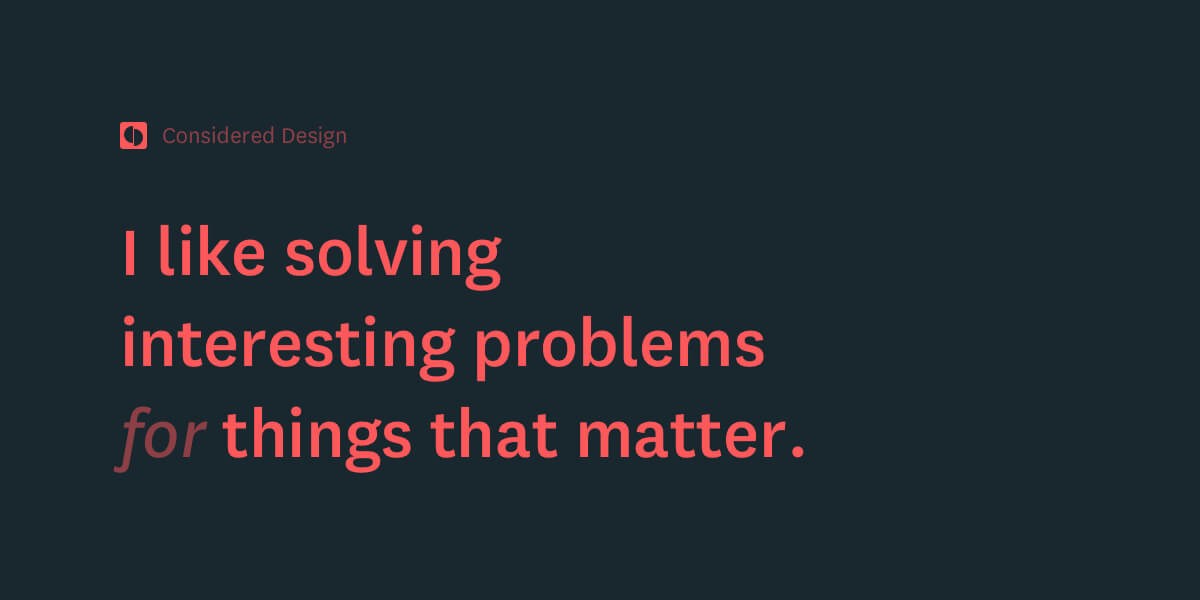 Considered Design
I like solving
interesting problems
for things that matter.